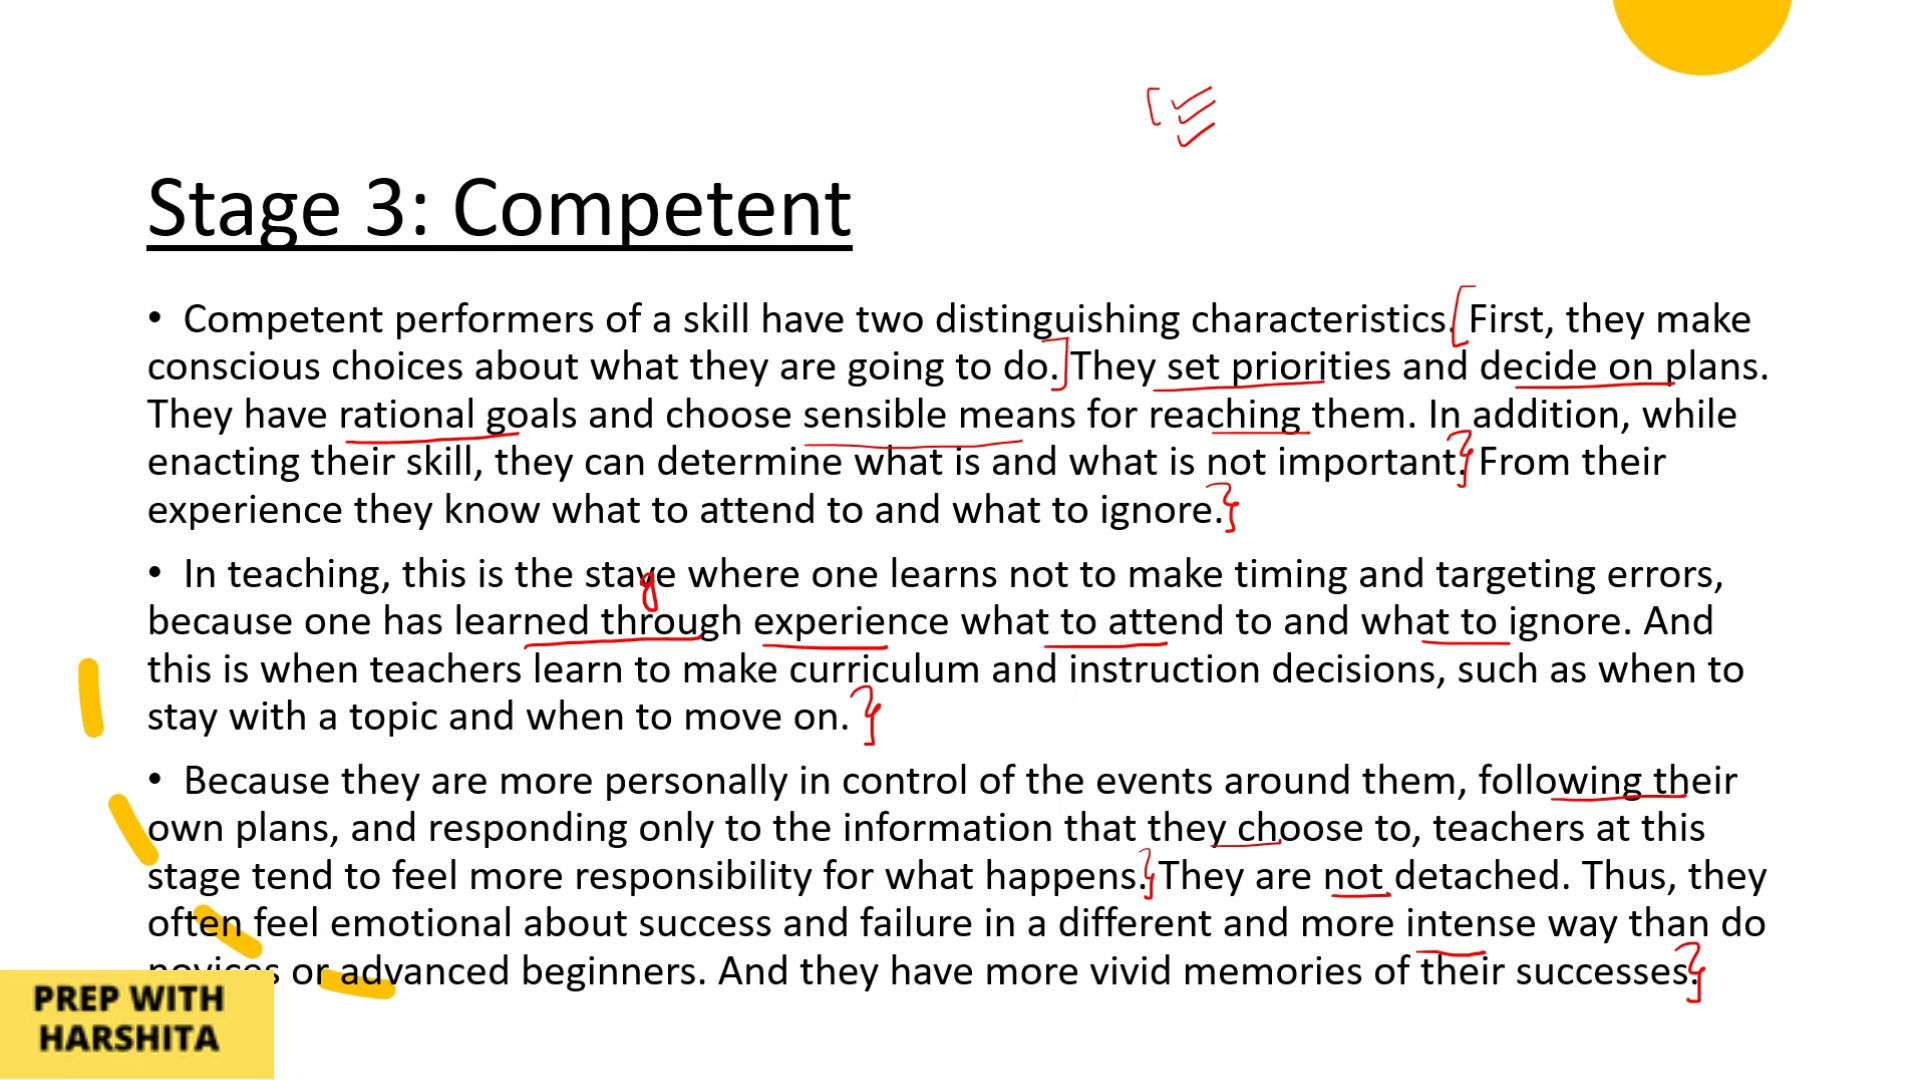 Stage 3: Competent
• Competent performers of a skill have two distinguishing characteristics. First, they make
conscious choices about what they are going to do. They set priorities and decide on plans.
They have rational goals and choose sensible means for reaching them. In addition, while
enacting their skill, they can determine what is and what is not important. From their
experience they know what to attend to and what to ignore.
• In teaching, this is the stage where one learns not to make timing and targeting errors,
because one has learned through experience what to attend to and what to ignore. And
this is when teachers learn to make curriculum and instruction decisions, such as when to
stay with a topic and when to move on.
• Because they are more personally in control of the events around them, following their
own plans, and responding only to the information that they choose to, teachers at this
stage tend to feel more responsibility for what happens. They are not detached. Thus, they
often feel emotional about success and failure in a different and more intense way than do
novices or advanced beginners. And they have more vivid memories of their successes.
PREP WITH
HARSHITA